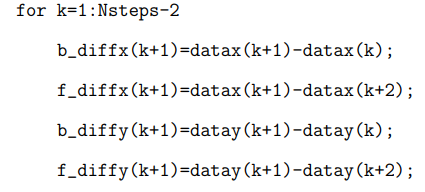 for k=1:Nsteps-2
b_diffx(k+1)=datax(k+1)-datax(k);
f_diffx(k+1)=datax(k+1)-datax(k+2);
b_diffy(k+1)=datay(k+1)-datay(k);
f_diffy(k+1)=datay(k+1)-datay(k+2);